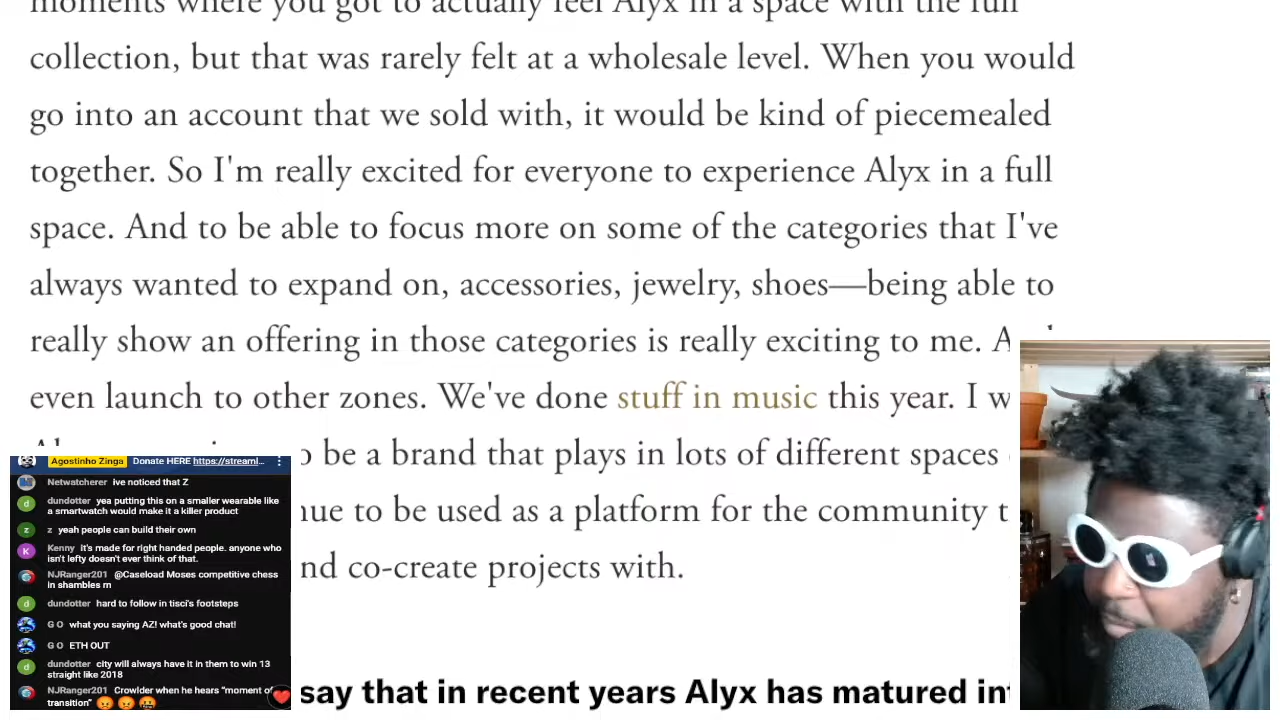 moments where you got to actually feel Alyx in a space with the full
collection, but that was rarely felt at a wholesale level. When you would
go into an account that we sold with, it would be kind of piecemealed
together. So I'm really excited for everyone to experience Alyx in a full
space. And to be able to focus more on some of the categories that I've
always wanted to expand on, accessories, jewelry, shoes—being able to
really show an offering in those categories is really exciting to me.
even launch to other zones. We've done stuff in music this year. I
be a brand that plays in lots of different spaces
to be used as a platform for the community
co-create projects with.
say that in recent years Alyx has matured
Agostinho Zinga Donate HERE https://streaml...
Netwatcherer ive noticed that Z
dundotter yea putting this on a smaller wearable like
a smartwatch would make it a killer product
z yeah people can build their own
Kenny it's made for right handed people. anyone who
isn't lefty doesn't ever think of that.
NJRanger201 @Caseload Moses competitive chess
in shambles m
dundotter hard to follow in tisci's footsteps
G O what you saying AZ! what's good chat!
G O ETH OUT
dundotter city will always have it in them to win 13
straight like 2018
NJRanger201 Crowlder when he hears "moment of
transition"